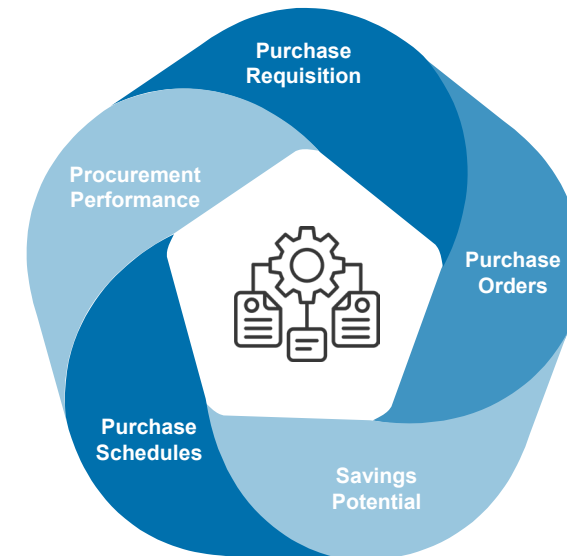 Purchase
Requisition
Purchase
Orders
Savings
Potential
Purchase
Schedules
Procurement
Performance